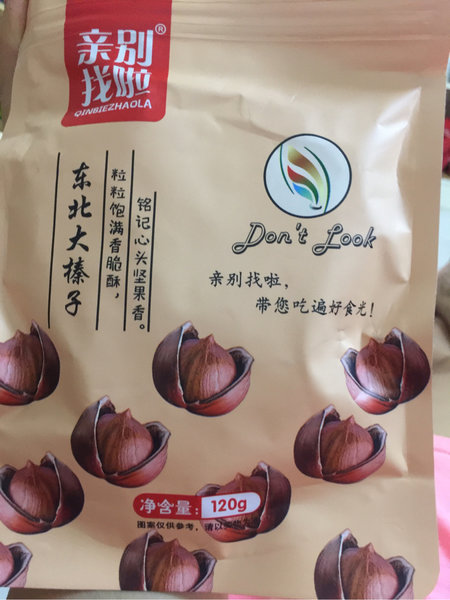 亲别
找啦
®
QINBIEZHAOLA
铭记心头坚果香。
粒粒饱满香脆酥，
东北大榛子
Don't Look
亲别找啦，
带您吃遍好食光！
净含量: 120g
图案仅供参考，请以